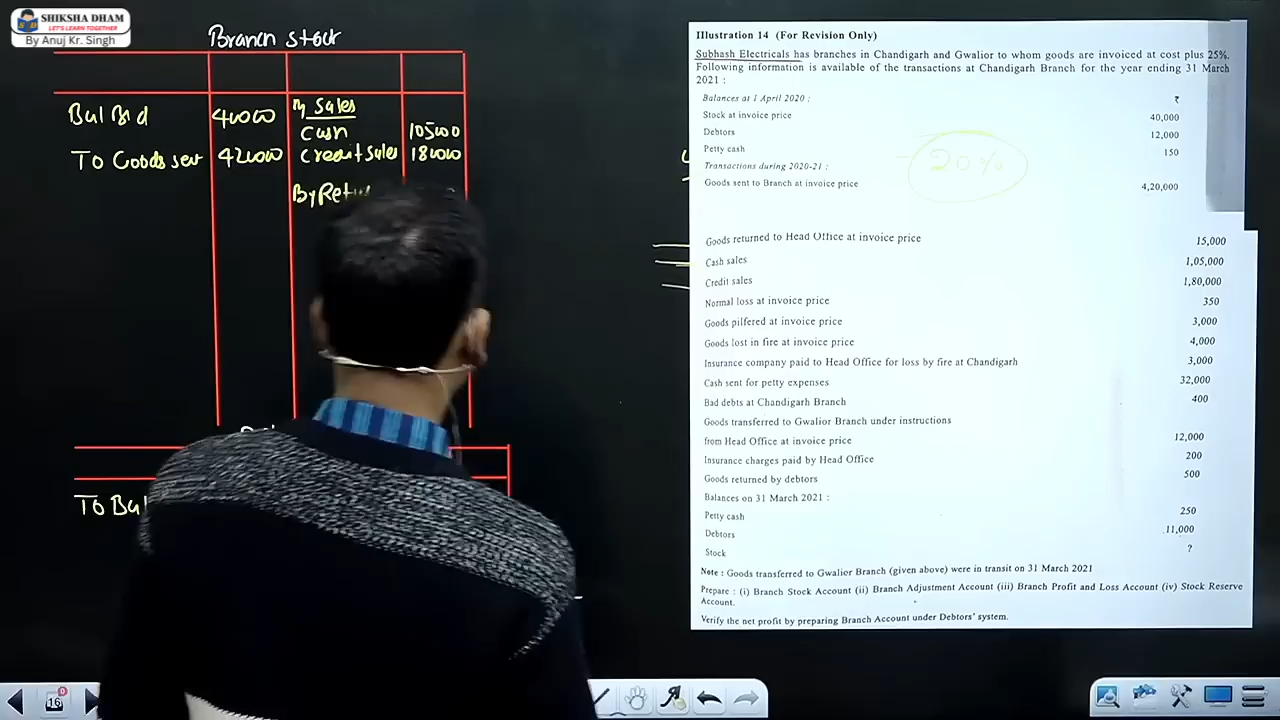 SHIKSHA DHAM
LET'S LEARN TOGETHER
By Anuj Kr. Singh
Branch Stock
Bal B/d 40000 By Sales
Cash 105000
To Goods sent 420000 Credit Sales 180000
By
To Bal
20%
Illustration 14 (For Revision Only)
Subhash Electricals has branches in Chandigarh and Gwalior to whom goods are invoiced at cost plus 25%.
Following information is available of the transactions at Chandigarh Branch for the year ending 31 March
2021 :
Balances at 1 April 2020 : ₹
Stock at invoice price 40,000
Debtors 12,000
Petty cash 150
Transactions during 2020-21 :
Goods sent to Branch at invoice price 4,20,000
Goods returned to Head Office at invoice price 15,000
Cash sales 1,05,000
Credit sales 1,80,000
Normal loss at invoice price 350
Goods pilfered at invoice price 3,000
Goods lost in fire at invoice price 4,000
Insurance company paid to Head Office for loss by fire at Chandigarh 3,000
Cash sent for petty expenses 32,000
Bad debts at Chandigarh Branch 400
Goods transferred to Gwalior Branch under instructions
from Head Office at invoice price 12,000
Insurance charges paid by Head Office 200
Goods returned by debtors 500
Balances on 31 March 2021 :
Petty cash 250
Debtors 11,000
Stock ?
Note : Goods transferred to Gwalior Branch (given above) were in transit on 31 March 2021
Prepare : (i) Branch Stock Account (ii) Branch Adjustment Account (iii) Branch Profit and Loss Account (iv) Stock Reserve
Account.
Verify the net profit by preparing Branch Account under Debtors' system.
16
0